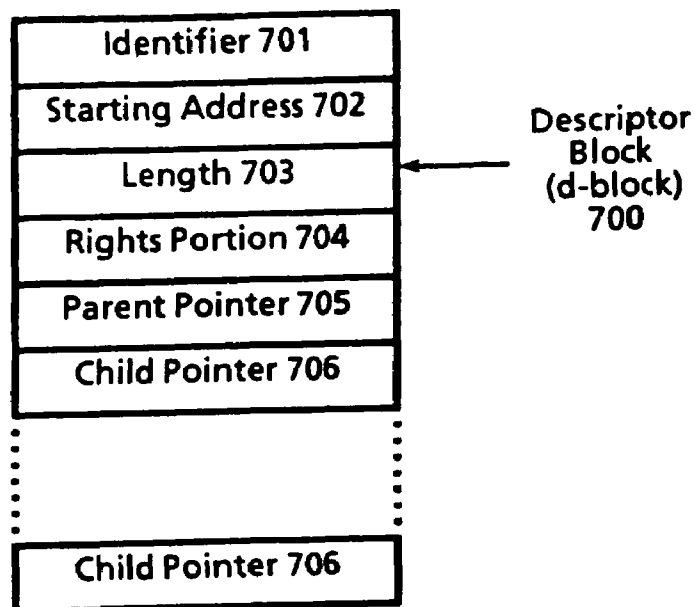 Identifier 701
Starting Address 702
Length 703
Rights Portion 704
Parent Pointer 705
Child Pointer 706
Child Pointer 706
Descriptor
Block
(d-block)
700